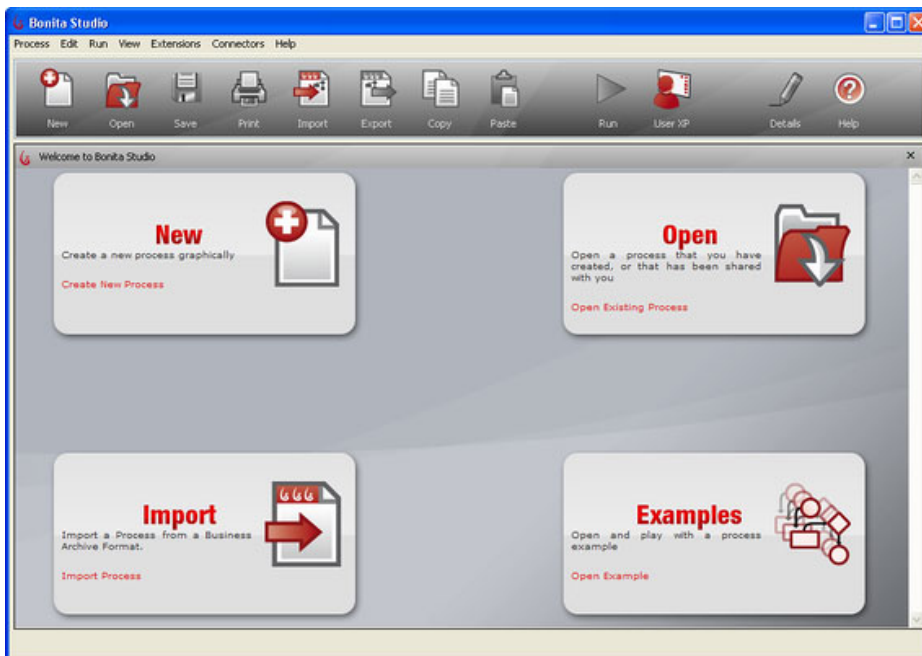 Bonita Studio
Process Edit Run View Extensions Connectors Help
New Open Save Print Import Export Copy Paste Run User XP Details Help
Welcome to Bonita Studio
New
Create a new process graphically
Create New Process
Open
Open a process that you have
created, or that has been shared
with you
Open Existing Process
Import
Import a Process from a Business
Archive Format.
Import Process
Examples
Open and play with a process
example
Open Example